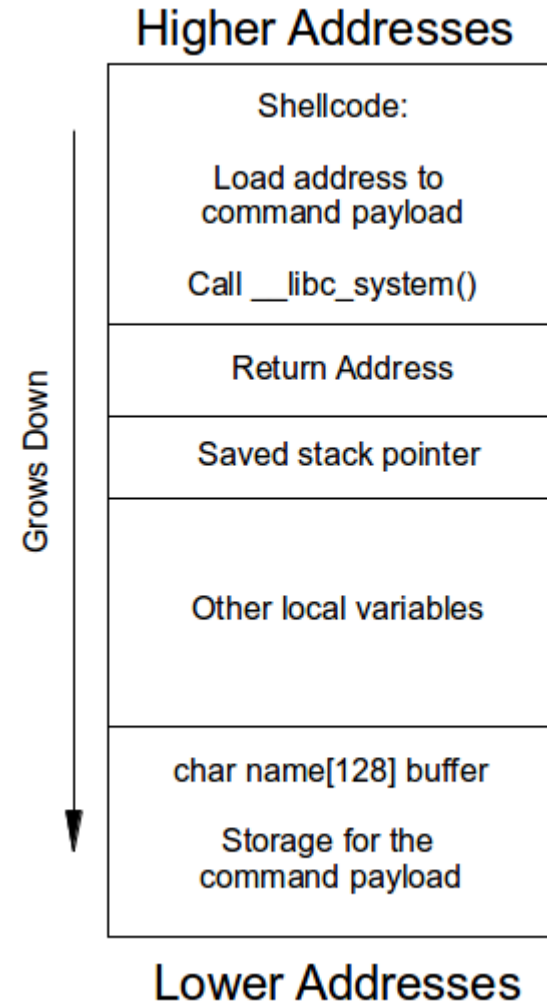 Higher Addresses
Shellcode:
Load address to
command payload
Call __libc_system()
Return Address
Saved stack pointer
Grows Down
Other local variables
char name[128] buffer
Storage for the
command payload
Lower Addresses